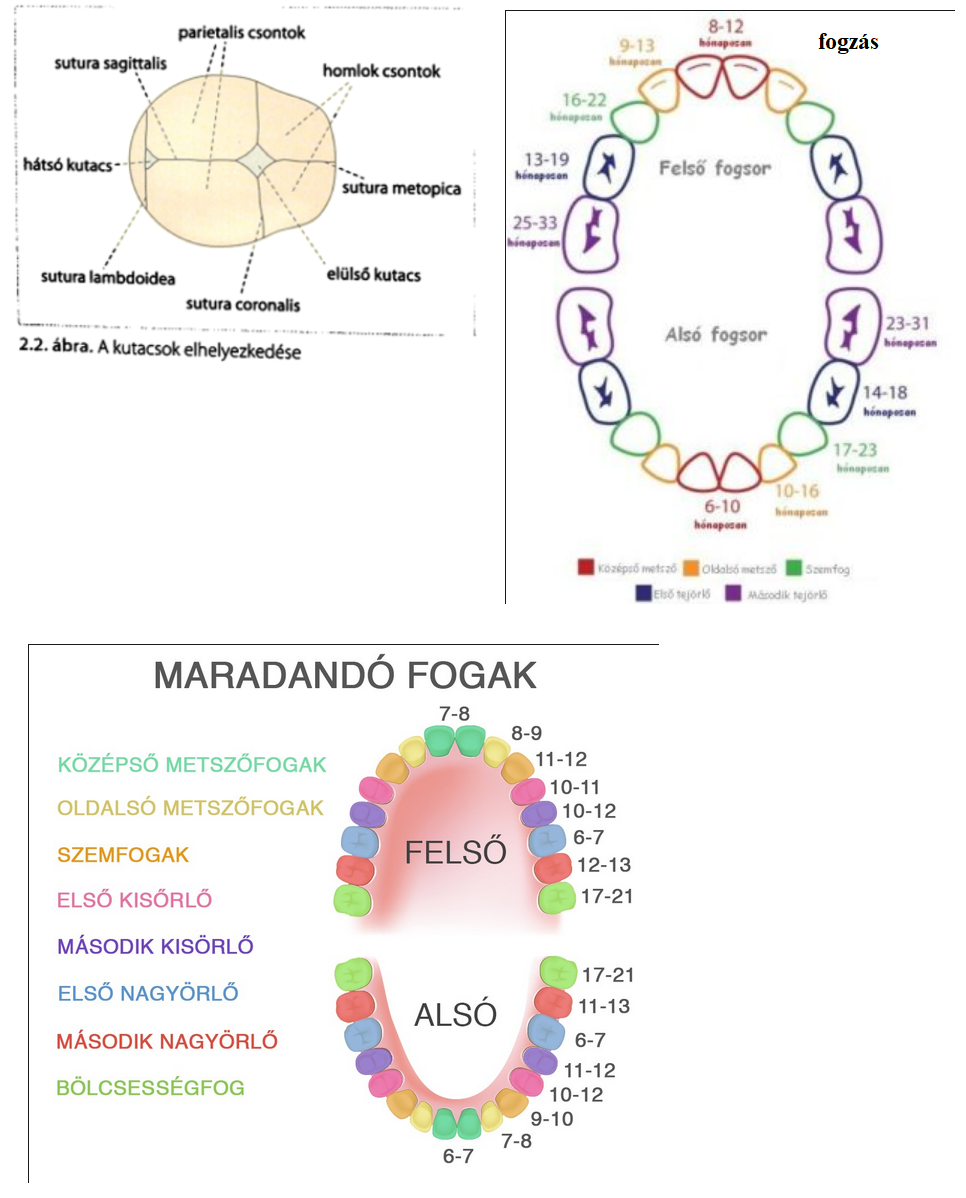 parietalis csontok
sutura sagittalis
homlok csontok
hátsó kutacs
sutura metopica
sutura lambdoidea
elülső kutacs
sutura coronalis
2.2. ábra. A kutacsok elhelyezkedése
fogzás
8-12
hónaposan
9-13
hónaposan
16-22
hónaposan
13-19
hónaposan
Felső fogsor
25-33
hónaposan
Alsó fogsor
23-31
hónaposan
14-18
hónaposan
17-23
hónaposan
10-16
hónaposan
6-10
hónaposan
Középső metsző Oldalsó metsző Szemfog
Első tejőrlő Második tejőrlő
MARADANDÓ FOGAK
KÖZÉPSŐ METSZŐFOGAK
OLDALSÓ METSZŐFOGAK
SZEMFOGAK
ELSŐ KISŐRLŐ
MÁSODIK KISÖRLŐ
ELSŐ NAGYÖRLŐ
MÁSODIK NAGYÖRLŐ
BÖLCSESSÉGFOG
7-8
8-9
11-12
10-11
10-12
6-7
12-13
17-21
FELSŐ
ALSÓ
17-21
11-13
6-7
11-12
10-12
9-10
7-8
6-7